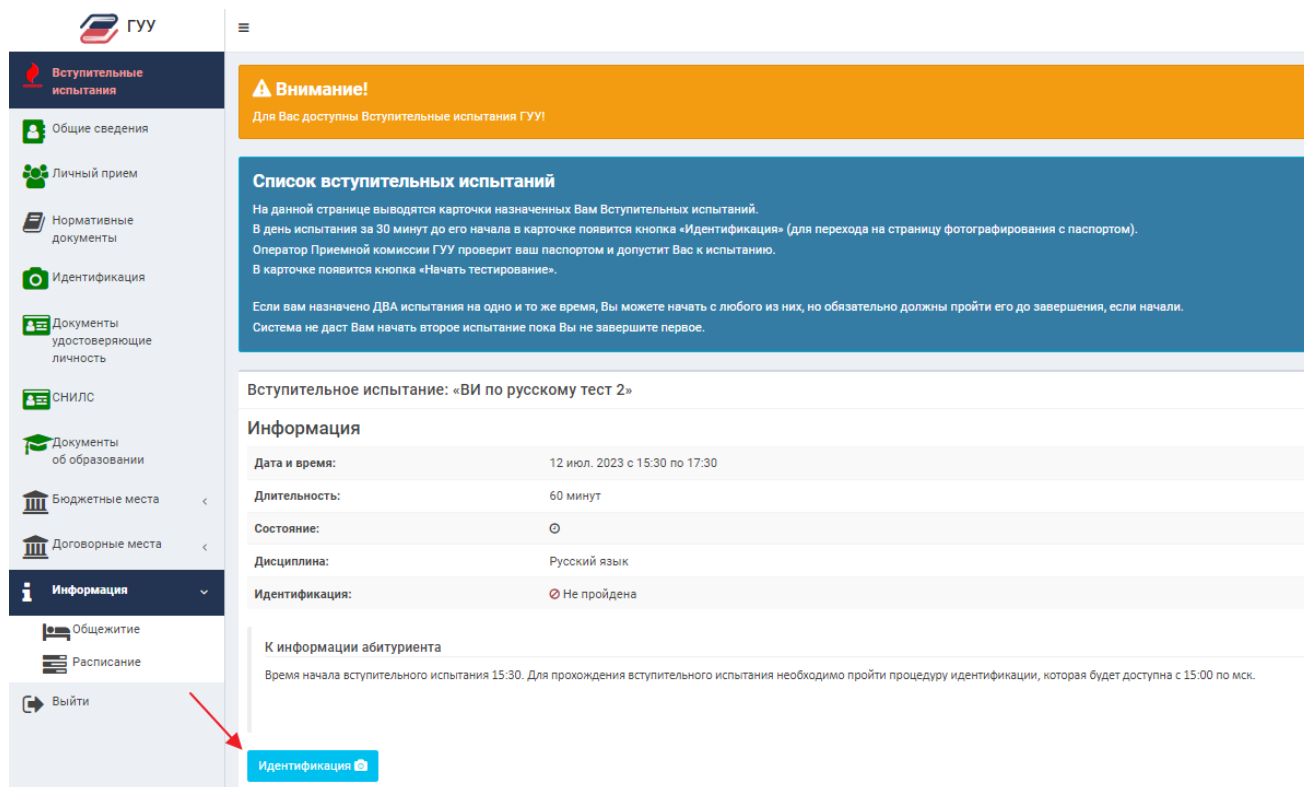 ГУУ
Вступительные
испытания
Общие сведения
Личный прием
Нормативные
документы
Идентификация
Документы
удостоверяющие
личность
СНИЛС
Документы
об образовании
Бюджетные места
Договорные места
Информация
Общежитие
Расписание
Выйти
Внимание!
Для Вас доступны Вступительные испытания ГУУ!
Список вступительных испытаний
На данной странице выводятся карточки назначенных Вам Вступительных испытаний.
В день испытания за 30 минут до его начала в карточке появится кнопка «Идентификация» (для перехода на страницу фотографирования с паспортом).
Оператор Приемной комиссии ГУУ проверит ваш паспорт и допустит Вас к испытанию.
В карточке появится кнопка «Начать тестирование».
Если вам назначено ДВА испытания на одно и то же время, Вы можете начать с любого из них, но обязательно должны пройти его до завершения, если начали.
Система не даст Вам начать второе испытание пока Вы не завершите первое.
Вступительное испытание: «ВИ по русскому тест 2»
Информация
Дата и время: 12 июл. 2023 с 15:30 по 17:30
Длительность: 60 минут
Состояние:
Дисциплина: Русский язык
Идентификация: Не пройдена
К информации абитуриента
Время начала вступительного испытания 15:30. Для прохождения вступительного испытания необходимо пройти процедуру идентификации, которая будет доступна с 15:00 по мск.
Идентификация